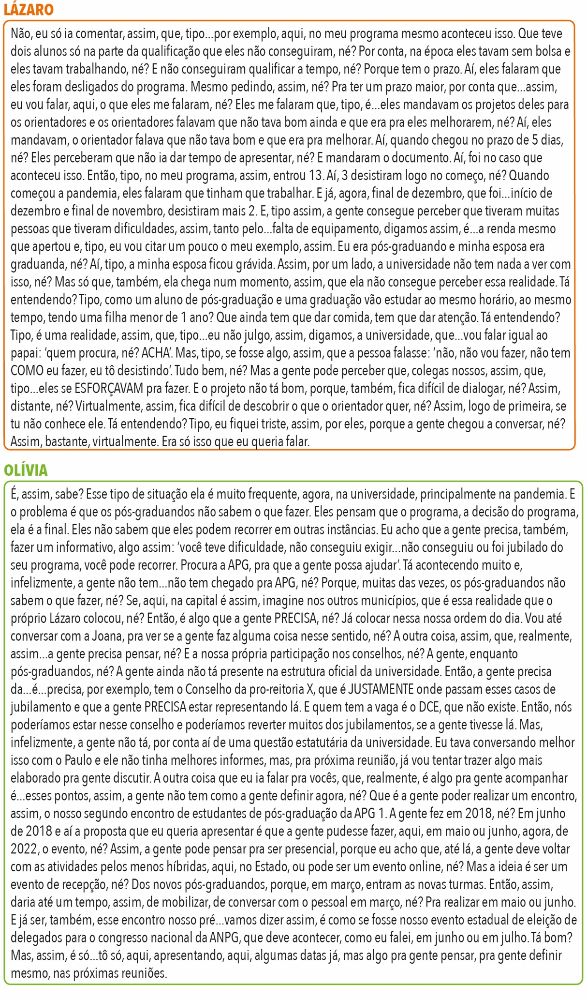 LÁZARO
Não, eu só ia comentar, assim, que, tipo...por exemplo, aqui, no meu programa mesmo aconteceu isso. Que teve
dois alunos só na parte da qualificação que eles não conseguiram, né? Por conta, na época eles tavam sem bolsa e
eles tavam trabalhando, né? E não conseguiram qualificar a tempo, né? Porque tem o prazo. Aí, eles falaram que
eles foram desligados do programa. Mesmo pedindo, assim, né? Pra ter um prazo maior, por conta que...assim,
eu vou falar, aqui, o que eles me falaram, né? Eles me falaram que, tipo, é...eles mandavam os projetos deles para
os orientadores e os orientadores falavam que não tava bom ainda e que era pra eles melhorarem, né? Aí, eles
mandavam, o orientador falava que não tava bom e que era pra melhorar. Aí, quando chegou no prazo de 5 dias,
né? Eles perceberam que não ia dar tempo de apresentar, né? E mandaram o documento. Aí, foi no caso que
aconteceu isso. Então, tipo, no meu programa, assim, entrou 13. Aí, 3 desistiram logo no começo, né? Quando
começou a pandemia, eles falaram que tinham que trabalhar. E já, agora, final de dezembro, que foi...início de
dezembro e final de novembro, desistiram mais 2. E, tipo assim, a gente consegue perceber que tiveram muitas
pessoas que tiveram dificuldades, assim, tanto pelo...falta de equipamento, digamos assim, é...a renda mesmo
que apertou e, tipo, eu vou citar um pouco o meu exemplo, assim. Eu era pós-graduando e minha esposa era
graduanda, né? Aí, tipo, a minha esposa ficou grávida. Assim, por um lado, a universidade não tem nada a ver com
isso, né? Mas só que, também, ela chega num momento, assim, que ela não consegue perceber essa realidade. Tá
entendendo? Tipo, como um aluno de pós-graduação e uma graduação vão estudar ao mesmo horário, ao mesmo
tempo, tendo uma filha menor de 1 ano? Que ainda tem que dar comida, tem que dar atenção. Tá entendendo?
Tipo, é uma realidade, assim, que, tipo...eu não julgo, assim, digamos, a universidade, que...vou falar igual ao
papai: ‘quem procura, né? ACHA’. Mas, tipo, se fosse algo, assim, que a pessoa falasse: ‘não, não vou fazer, não tem
COMO eu fazer, eu tô desistindo’. Tudo bem, né? Mas a gente pode perceber que, colegas nossos, assim, que,
tipo...eles se ESFORÇAVAM pra fazer. E o projeto não tá bom, porque, também, fica difícil de dialogar, né? Assim,
distante, né? Virtualmente, assim, fica difícil de descobrir o que o orientador quer, né? Assim, logo de primeira, se
tu não conhece ele. Tá entendendo? Tipo, eu fiquei triste, assim, por eles, porque a gente chegou a conversar, né?
Assim, bastante, virtualmente. Era só isso que eu queria falar.
OLÍVIA
É, assim, sabe? Esse tipo de situação ela é muito frequente, agora, na universidade, principalmente na pandemia. E
o problema é que os pós-graduandos não sabem o que fazer. Eles pensam que o programa, a decisão do programa,
ela é a final. Eles não sabem que eles podem recorrer em outras instâncias. Eu acho que a gente precisa, também,
fazer um informativo, algo assim: ‘você teve dificuldade, não conseguiu exigir...não conseguiu ou foi jubilado do
seu programa, você pode recorrer. Procura a APG, pra que a gente possa ajudar’. Tá acontecendo muito e,
infelizmente, a gente não tem...não tem chegado pra APG, né? Porque, muitas das vezes, os pós-graduandos não
sabem o que fazer, né? Se, aqui, na capital é assim, imagine nos outros municípios, que é essa realidade que o
próprio Lázaro colocou, né? Então, é algo que a gente PRECISA, né? Já colocar nessa nossa ordem do dia. Vou até
conversar com a Joana, pra ver se a gente faz alguma coisa nesse sentido, né? A outra coisa, assim, que, realmente,
assim...a gente precisa pensar, né? E a nossa própria participação nos conselhos, né? A gente, enquanto
pós-graduandos, né? A gente ainda não tá presente na estrutura oficial da universidade. Então, a gente precisa
da...é...precisa, por exemplo, tem o Conselho da pro-reitoria X, que é JUSTAMENTE onde passam esses casos de
jubilamento e que a gente PRECISA estar representando lá. E quem tem a vaga é o DCE, que não existe. Então, nós
poderíamos estar nesse conselho e poderíamos reverter muitos dos jubilamentos, se a gente tivesse lá. Mas,
infelizmente, a gente não tá, por conta aí de uma questão estatutária da universidade. Eu tava conversando melhor
isso com o Paulo e ele não tinha melhores informes, mas, pra próxima reunião, já vou tentar trazer algo mais
elaborado pra gente discutir. A outra coisa que eu ia falar pra vocês, que, realmente, é algo pra gente acompanhar
é...esses pontos, assim, a gente não tem como a gente definir agora, né? Que é a gente poder realizar um encontro,
assim, o nosso segundo encontro de estudantes de pós-graduação da APG 1. A gente fez em 2018, né? Em junho
de 2018 e aí a proposta que eu queria apresentar é que a gente pudesse fazer, aqui, em maio ou junho, agora, de
2022, o evento, né? Assim, a gente pode pensar pra ser presencial, porque eu acho que, até lá, a gente deve voltar
com as atividades pelos menos híbridas, aqui, no Estado, ou pode ser um evento online, né? Mas a ideia é ser um
evento de recepção, né? Dos novos pós-graduandos, porque, em março, entram as novas turmas. Então, assim,
daria até um tempo, assim, de mobilizar, de conversar com o pessoal em março, né? Pra realizar em maio ou junho.
E já ser, também, esse encontro nosso pré...vamos dizer assim, é como se fosse nosso evento estadual de eleição de
delegados para o congresso nacional da ANPG, que deve acontecer, como eu falei, em junho ou em julho. Tá bom?
Mas, assim, é só...tô só, aqui, apresentando, aqui, algumas datas já, mas algo pra gente pensar, pra gente definir
mesmo, nas próximas reuniões.